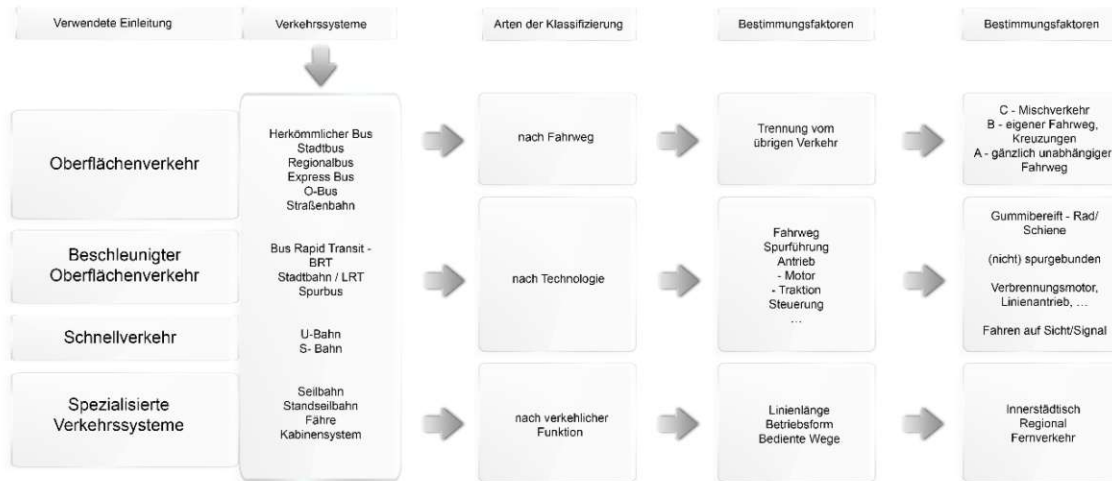 Verwendete Einleitung
Verkehrssysteme
Arten der Klassifizierung
Bestimmungsfaktoren
Bestimmungsfaktoren
Oberflächenverkehr
Beschleunigter
Oberflächenverkehr
Schnellverkehr
Spezialisierte
Verkehrssysteme
Herkömmlicher Bus
Stadtbus
Regionalbus
Express Bus
O-Bus
Straßenbahn
Bus Rapid Transit -
BRT
Stadtbahn / LRT
Spurbus
U-Bahn
S- Bahn
Seilbahn
Standseilbahn
Fähre
Kabinensystem
nach Fahrweg
Trennung vom
übrigen Verkehr
C - Mischverkehr
B - eigener Fahrweg,
Kreuzungen
A - gänzlich unabhängiger
Fahrweg
nach Technologie
Fahrweg
Spurführung
Antrieb
- Motor
- Traktion
Steuerung
...
Gummibereift - Rad/
Schiene
(nicht) spurgebunden
Verbrennungsmotor,
Linienantrieb, ...
Fahren auf Sicht/Signal
nach verkehlicher
Funktion
Linienlänge
Betriebsform
Bediente Wege
Innerstädtisch
Regional
Fernverkehr